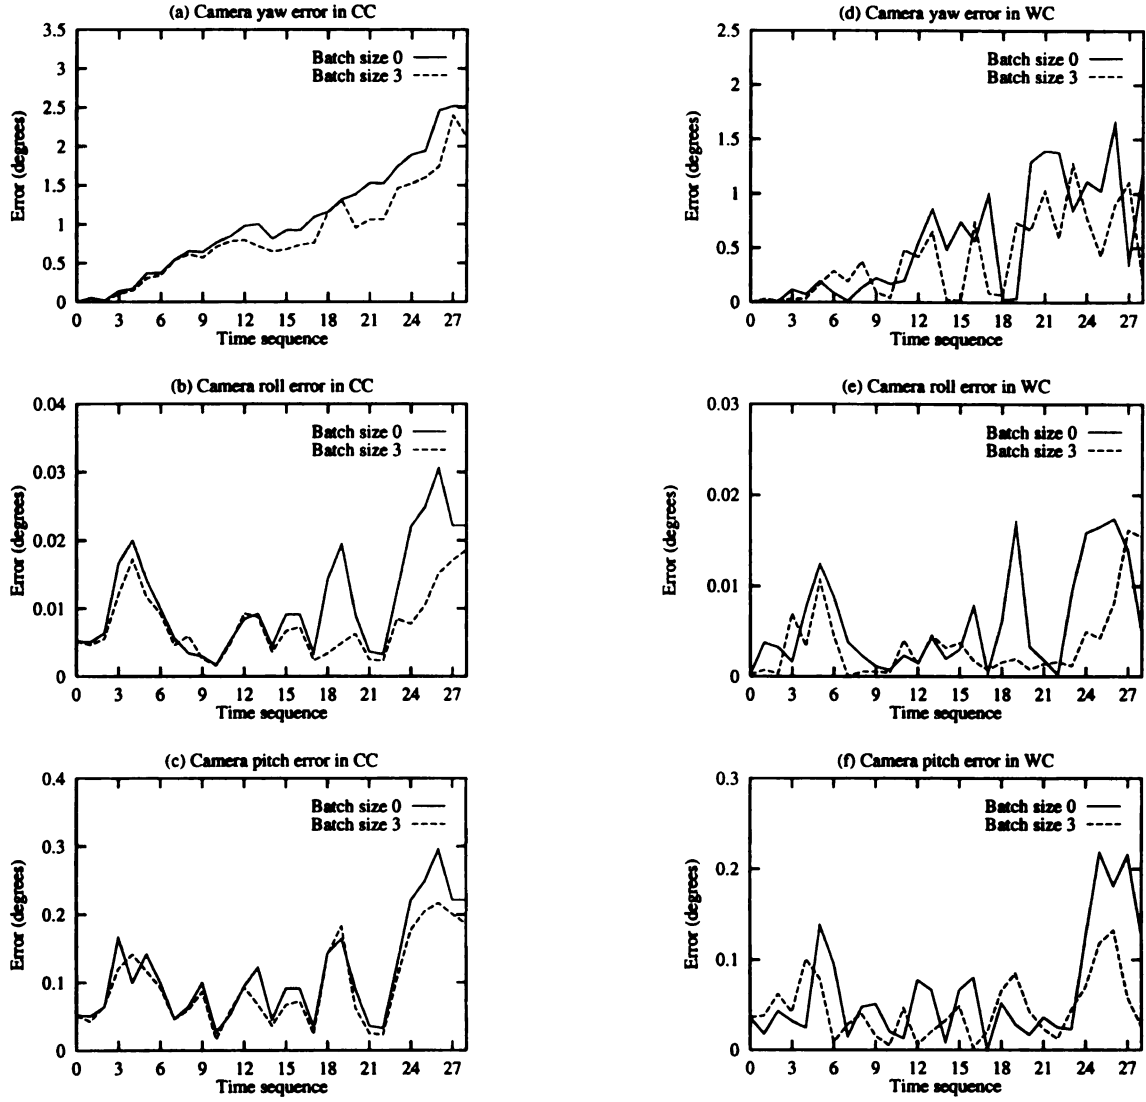 (a) Camera yaw error in CC
3.5
3
2.5
2
1.5
1
0.5
0
Error (degrees)
Batch size 0
Batch size 3
0 3 6 9 12 15 18 21 24 27
Time sequence
(d) Camera yaw error in WC
2.5
2
1.5
1
0.5
0
Error (degrees)
Batch size 0
Batch size 3
0 3 6 9 12 15 18 21 24 27
Time sequence
(b) Camera roll error in CC
0.04
0.03
0.02
0.01
0
Error (degrees)
Batch size 0
Batch size 3
0 3 6 9 12 15 18 21 24 27
Time sequence
(e) Camera roll error in WC
0.03
0.02
0.01
0
Error (degrees)
Batch size 0
Batch size 3
0 3 6 9 12 15 18 21 24 27
Time sequence
(c) Camera pitch error in CC
0.4
0.3
0.2
0.1
0
Error (degrees)
Batch size 0
Batch size 3
0 3 6 9 12 15 18 21 24 27
Time sequence
(f) Camera pitch error in WC
0.3
0.2
0.1
0
Error (degrees)
Batch size 0
Batch size 3
0 3 6 9 12 15 18 21 24 27
Time sequence